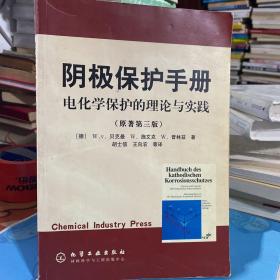 阴极保护手册
电化学保护的理论与实践
(原著第三版)
[德] W.v. 贝克曼 W. 施文克 W. 普林兹 著
胡士信 王向农 等译
Handbuch des
kathodischen
Korrosionsschutzes
Chemical Industry Press
化学工业出版社